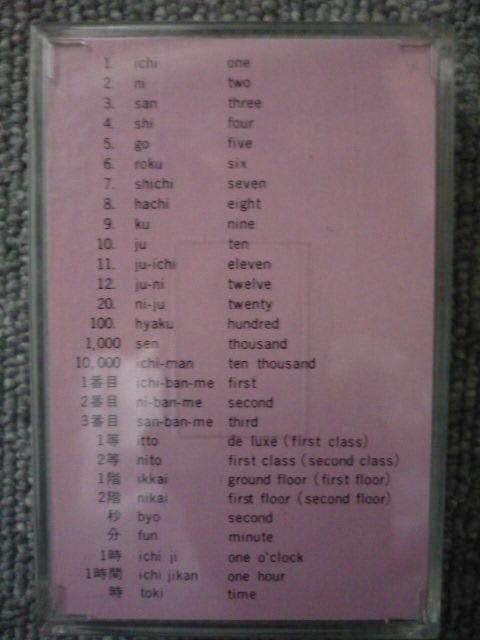 1. ichi one
2. ni two
3. san three
4. shi four
5. go five
6. roku six
7. shichi seven
8. hachi eight
9. ku nine
10. ju ten
11. ju-ichi eleven
12. ju-ni twelve
20. ni-ju twenty
100. hyaku hundred
1,000 sen thousand
10,000 ichi-man ten thousand
1番目 ichi-ban-me first
2番目 ni-ban-me second
3番目 san-ban-me third
1等 itto de luxe (first class)
2等 nito first class (second class)
1階 ikkai ground floor (first floor)
2階 nikai first floor (second floor)
秒 byo second
分 fun minute
1時 ichi ji one o'clock
1時間 ichi jikan one hour
時 toki time